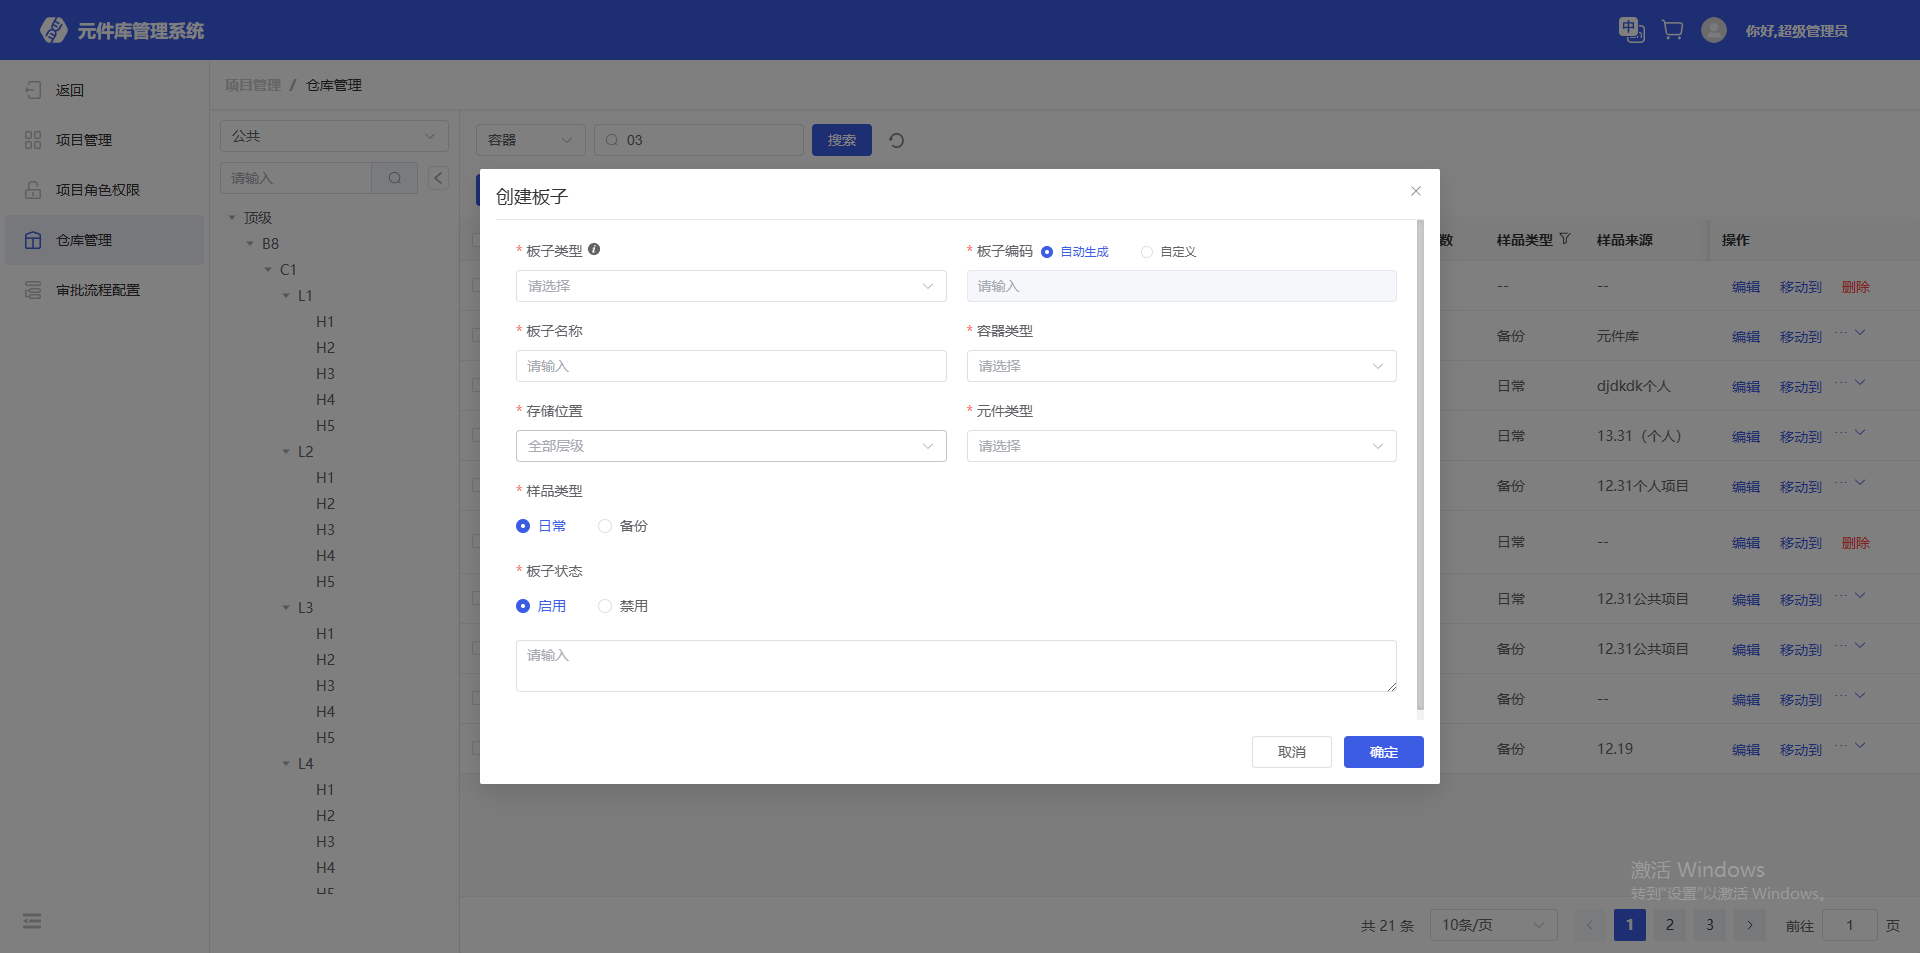 元件库管理系统
中
你好,超级管理员
返回
项目管理
项目角色权限
仓库管理
审批流程配置
项目管理 / 仓库管理
公共
请输入
顶级
B8
C1
L1
H1
H2
H3
H4
H5
L2
H1
H2
H3
H4
H5
L3
H1
H2
H3
H4
H5
L4
H1
H2
H3
H4
H5
容器
03
搜索
创建板子
* 板子类型
请选择
* 板子编码 自动生成 自定义
请输入
* 板子名称
请输入
* 容器类型
请选择
* 存储位置
全部层级
* 元件类型
请选择
* 样品类型
日常 备份
* 板子状态
启用 禁用
请输入
取消 确定
数 样品类型 样品来源 操作
-- -- 编辑 移动到 删除
备份 元件库 编辑 移动到 ...
日常 djdkdk个人 编辑 移动到 ...
日常 13.31（个人） 编辑 移动到 ...
备份 12.31个人项目 编辑 移动到 ...
日常 -- 编辑 移动到 删除
日常 12.31公共项目 编辑 移动到 ...
备份 12.31公共项目 编辑 移动到 ...
备份 -- 编辑 移动到 ...
备份 12.19 编辑 移动到 ...
激活 Windows
转到"设置"以激活 Windows。
共 21 条 10条/页 1 2 3 前往 1 页